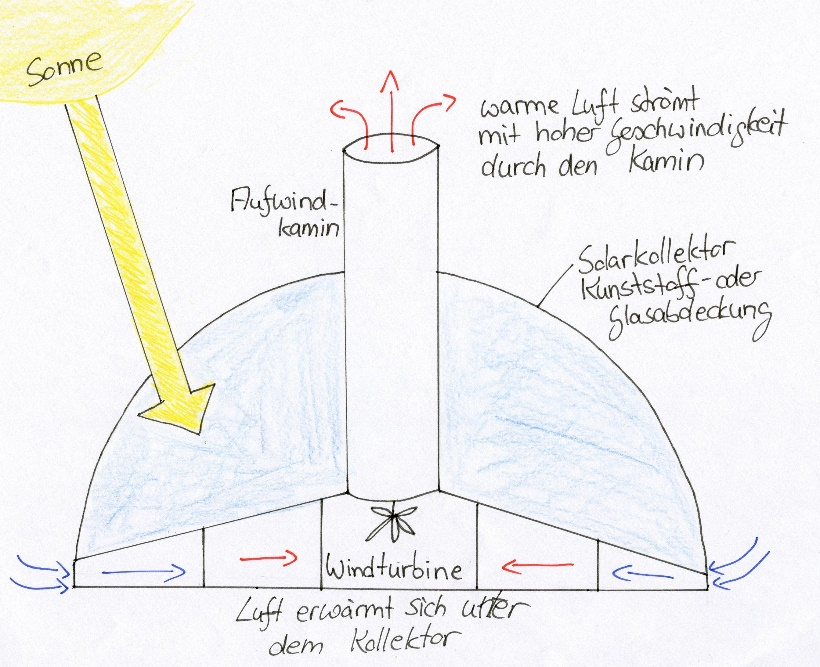 Sonne
warme Luft strömt
mit hoher Geschwindigkeit
durch den Kamin
Aufwind-
kamin
Solarkollektor
Kunststoff- oder
Glasabdeckung
Windturbine
Luft erwärmt sich unter
dem Kollektor